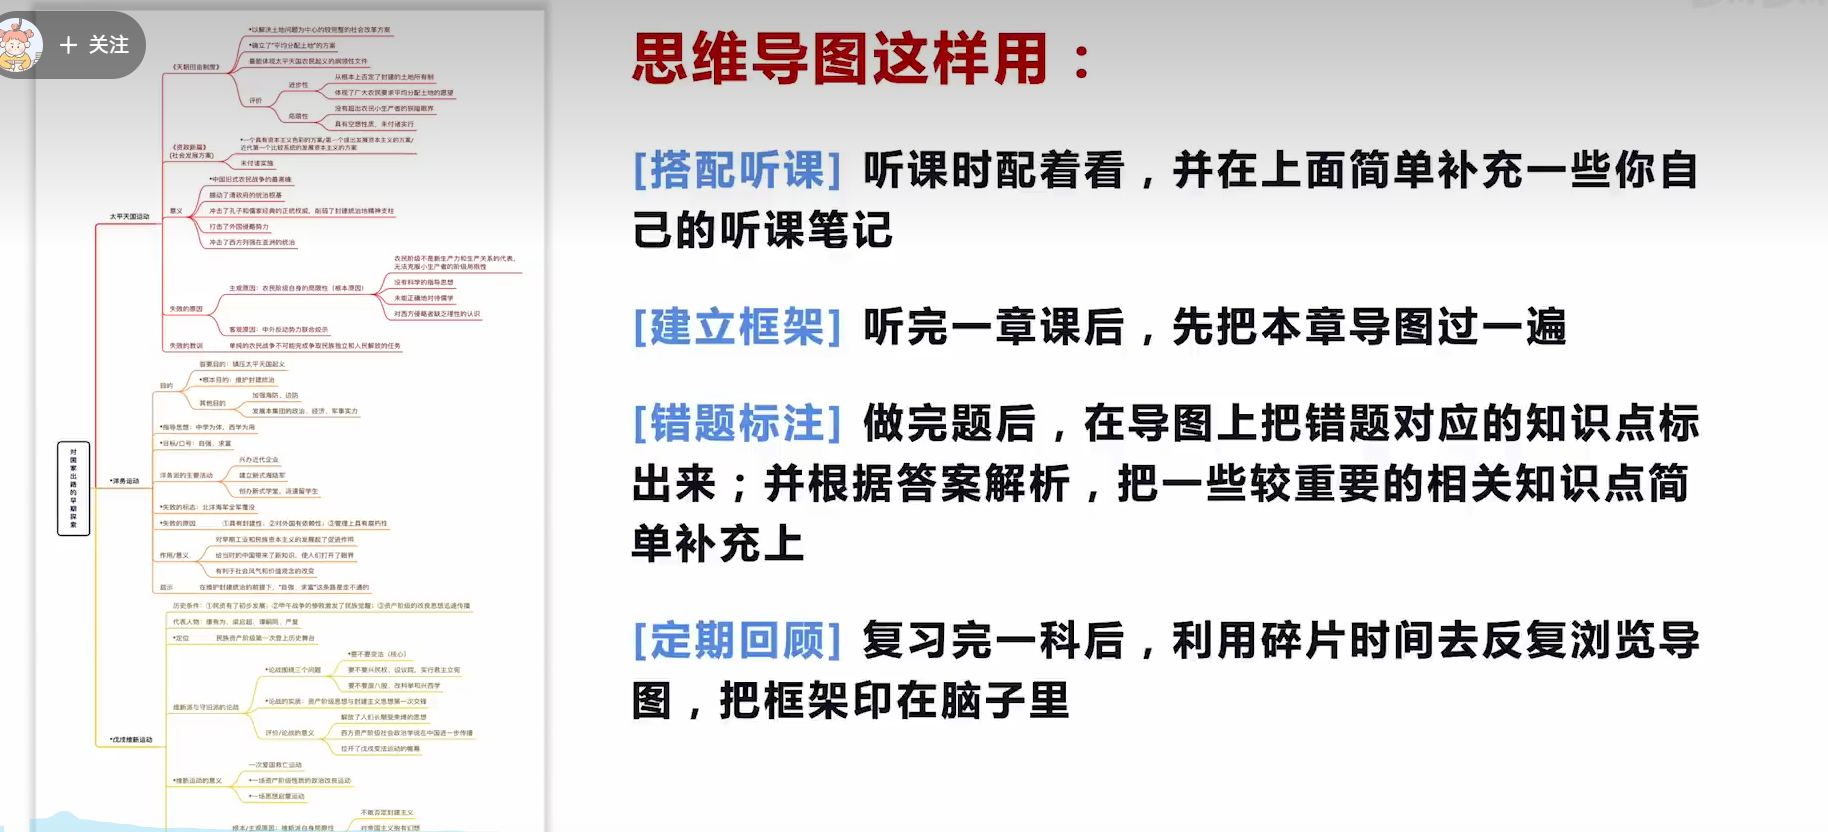 + 关注
思维导图这样用：
[搭配听课] 听课时配着看，并在上面简单补充一些你自
己的听课笔记
[建立框架] 听完一章课后，先把本章导图过一遍
[错题标注] 做完题后，在导图上把错题对应的知识点标
出来；并根据答案解析，把一些较重要的相关知识点简
单补充上
[定期回顾] 复习完一科后，利用碎片时间去反复浏览导
图，把框架印在脑子里
对国家出路的早期探索
太平天国运动
《天朝田亩制度》
•以解决土地问题为中心的较完整的社会改革方案
•确立了"平均分配土地"的方案
最能体现太平天国农民起义的纲领性文件
评价
进步性
从根本上否定了封建的土地所有制
体现了广大农民要求平均分配土地的愿望
局限性
没有超出农民小生产者的狭隘眼界
具有空想性质，未付诸实行
《资政新篇》
(社会发展方案)
•一个具有资本主义色彩的方案/第一个提出发展资本主义的方案/
近代第一个比较系统的发展资本主义的方案
未付诸实施
意义
•中国旧式农民战争的最高峰
撼动了清政府的统治根基
冲击了孔子和儒家经典的正统权威，削弱了封建统治地精神支柱
打击了外国侵略势力
冲击了西方列强在亚洲的统治
失败的原因
主观原因：农民阶级自身的局限性（根本原因）
农民阶级不是新生产力和生产关系的代表，
无法克服小生产者的阶级局限性
没有科学的指导思想
未能正确地对待儒学
对西方侵略者缺乏理性的认识
客观原因：中外反动势力联合绞杀
失败的教训
单纯的农民战争不可能完成争取民族独立和人民解放的任务
•洋务运动
目的
首要目的：镇压太平天国起义
•根本目的：维护封建统治
其他目的
加强海防、边防
发展本集团的政治、经济、军事实力
•指导思想：中学为体，西学为用
•目标/口号：自强、求富
洋务派的主要活动
兴办近代企业
建立新式海陆军
创办新式学堂，派遣留学生
•失败的标志：北洋海军全军覆没
•失败的原因
①具有封建性；②对外国有依赖性；③管理上具有腐朽性
作用/意义
对早期工业和民族资本主义的发展起了促进作用
给当时的中国带来了新知识，使人们打开了眼界
有利于社会风气和价值观念的改变
启示
在维护封建统治的前提下，"自强、求富"这条路是走不通的
•戊戌维新运动
历史条件：①民资有了初步发展；②甲午战争的惨败激发了民族觉醒；③资产阶级的改良思想迅速传播
代表人物：康有为、梁启超、谭嗣同、严复
•定位
民族资产阶级第一次登上历史舞台
维新派与守旧派的论战
•论战围绕三个问题
•要不要变法（核心）
要不要兴民权、设议院，实行君主立宪
要不要废八股、改科举和兴西学
•论战的实质：资产阶级思想与封建主义思想第一次交锋
评价/论战的意义
解放了人们长期受束缚的思想
西方资产阶级社会政治学说在中国进一步传播
拉开了戊戌变法运动的帷幕
•维新运动的意义
一次爱国救亡运动
•一场资产阶级性质的政治改良运动
•一场思想启蒙运动
根本/主观原因：维新派自身局限性
不敢否定封建主义
对帝国主义抱有幻想